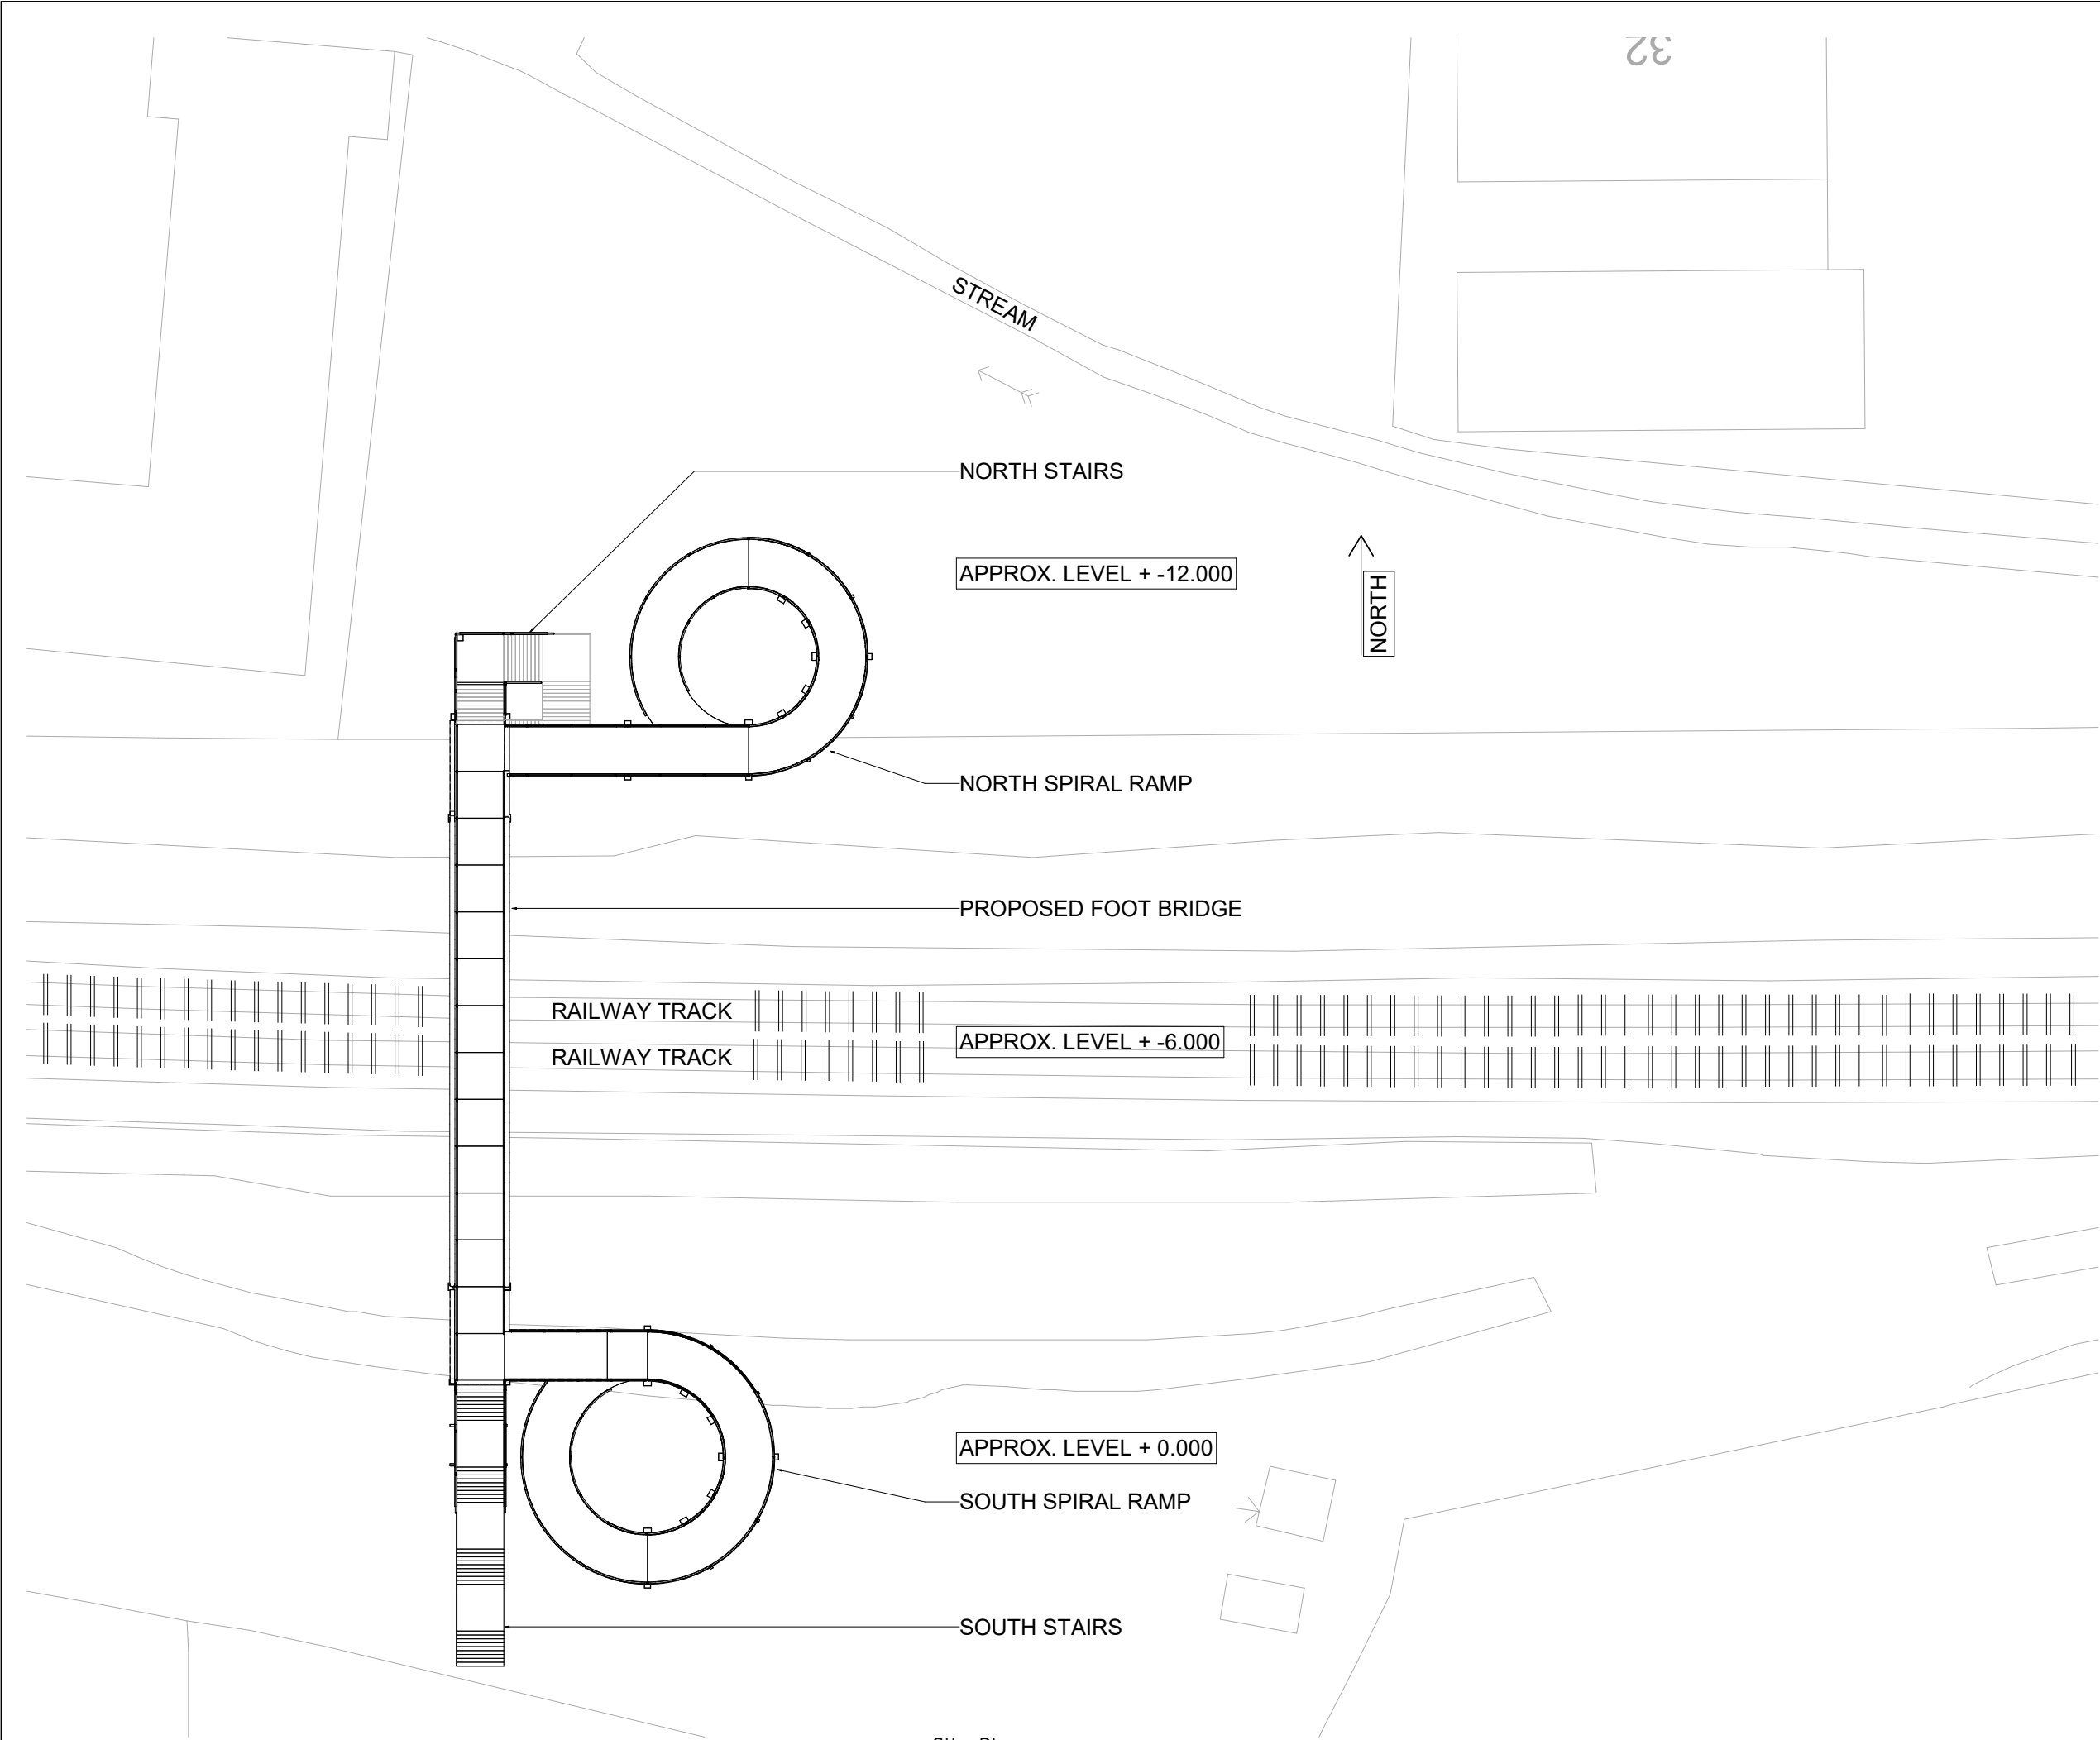 32
STREAM
NORTH STAIRS
APPROX. LEVEL + -12.000
NORTH
NORTH SPIRAL RAMP
PROPOSED FOOT BRIDGE
RAILWAY TRACK
APPROX. LEVEL + -6.000
RAILWAY TRACK
APPROX. LEVEL + 0.000
SOUTH SPIRAL RAMP
SOUTH STAIRS